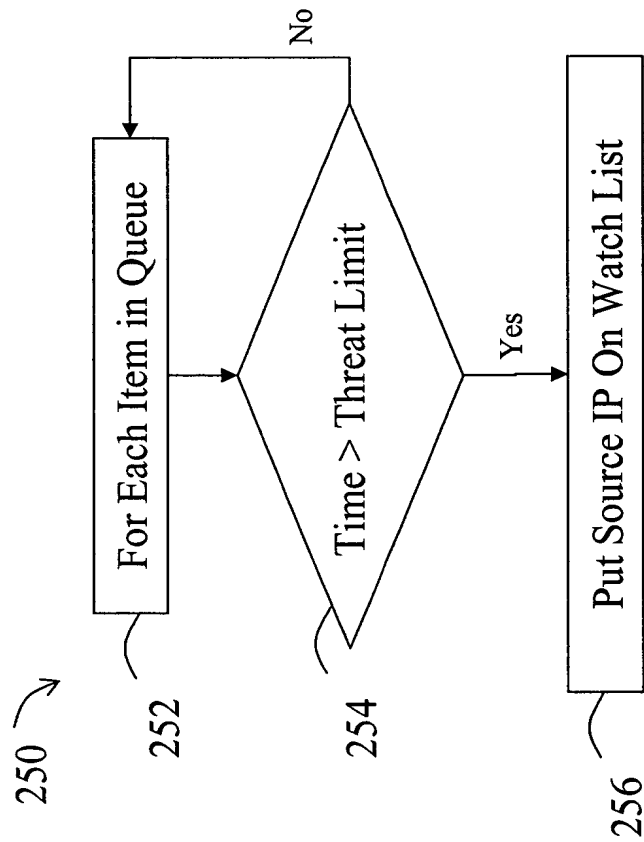 250
252
For Each Item in Queue
No
254
Time > Threat Limit
Yes
256
Put Source IP On Watch List